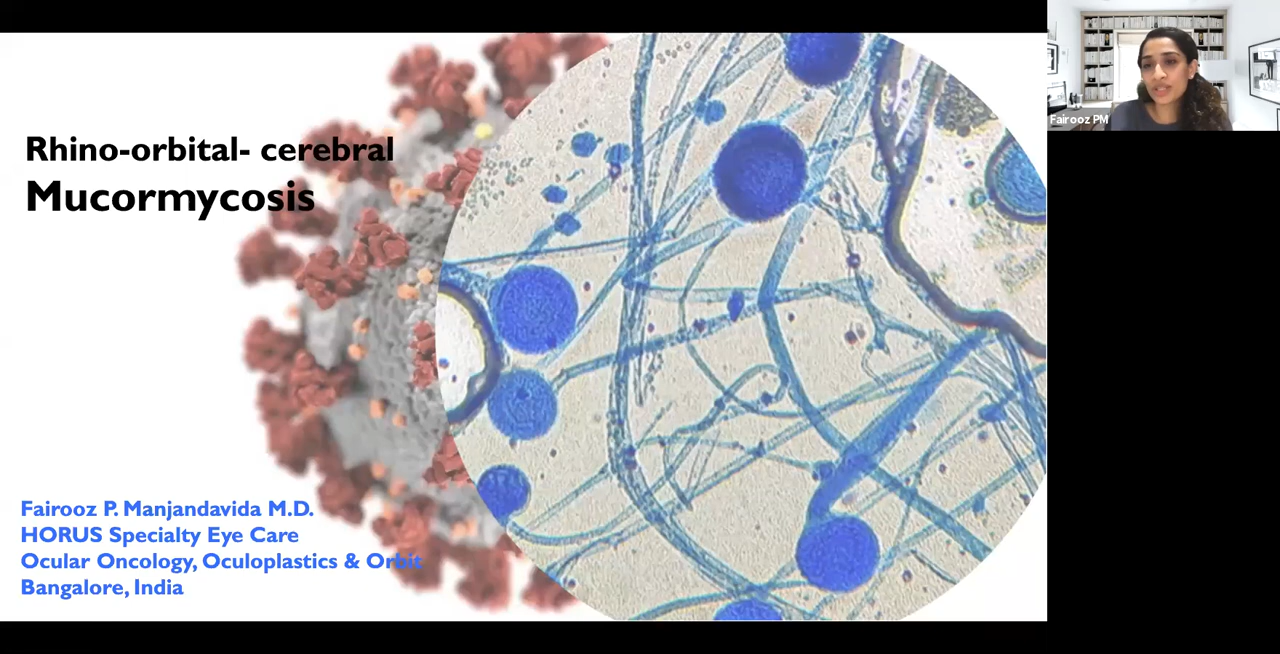 Rhino-orbital- cerebral
Mucormycosis
Fairooz P. Manjandavida M.D.
HORUS Specialty Eye Care
Ocular Oncology, Oculoplastics & Orbit
Bangalore, India
Fairooz PM